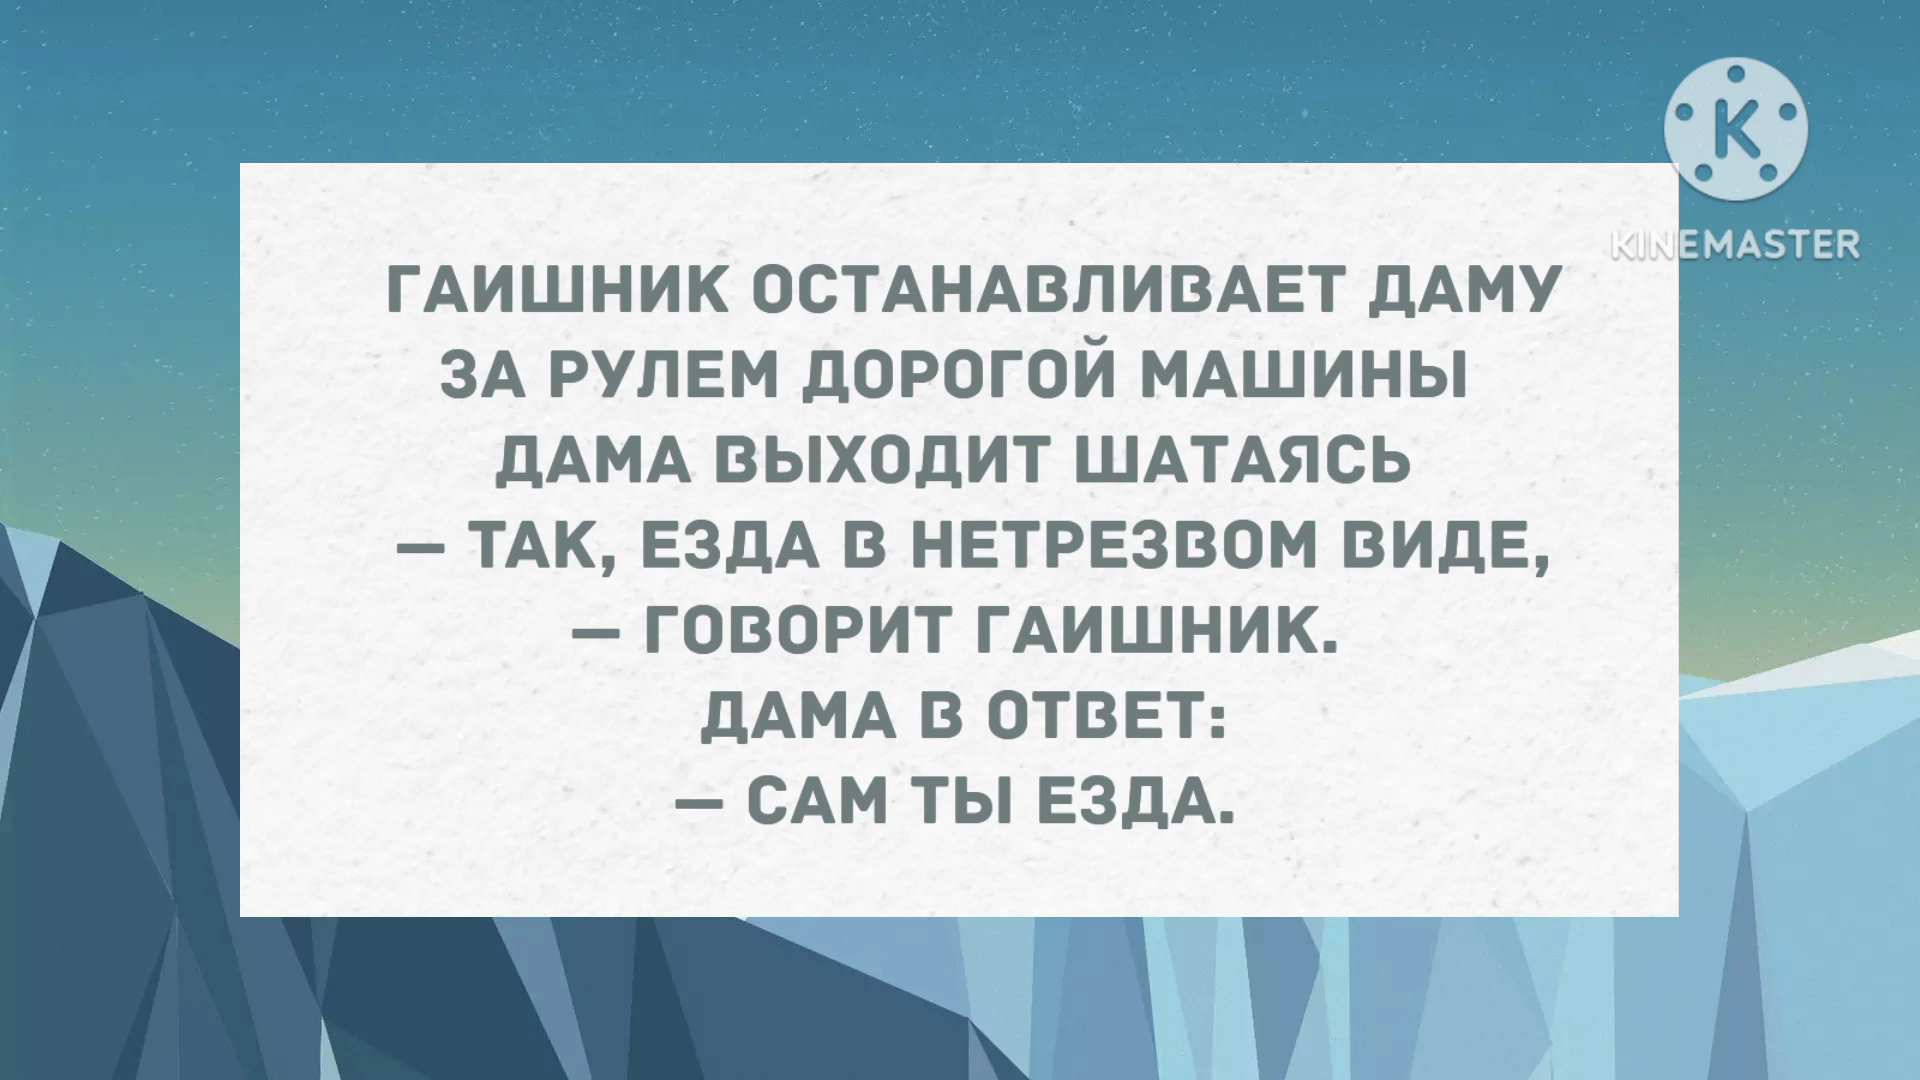 K
KINEMASTER
ГАИШНИК ОСТАНАВЛИВАЕТ ДАМУ
ЗА РУЛЕМ ДОРОГОЙ МАШИНЫ
ДАМА ВЫХОДИТ ШАТАЯСЬ
— ТАК, ЕЗДА В НЕТРЕЗВОМ ВИДЕ,
— ГОВОРИТ ГАИШНИК.
ДАМА В ОТВЕТ:
— САМ ТЫ ЕЗДА.